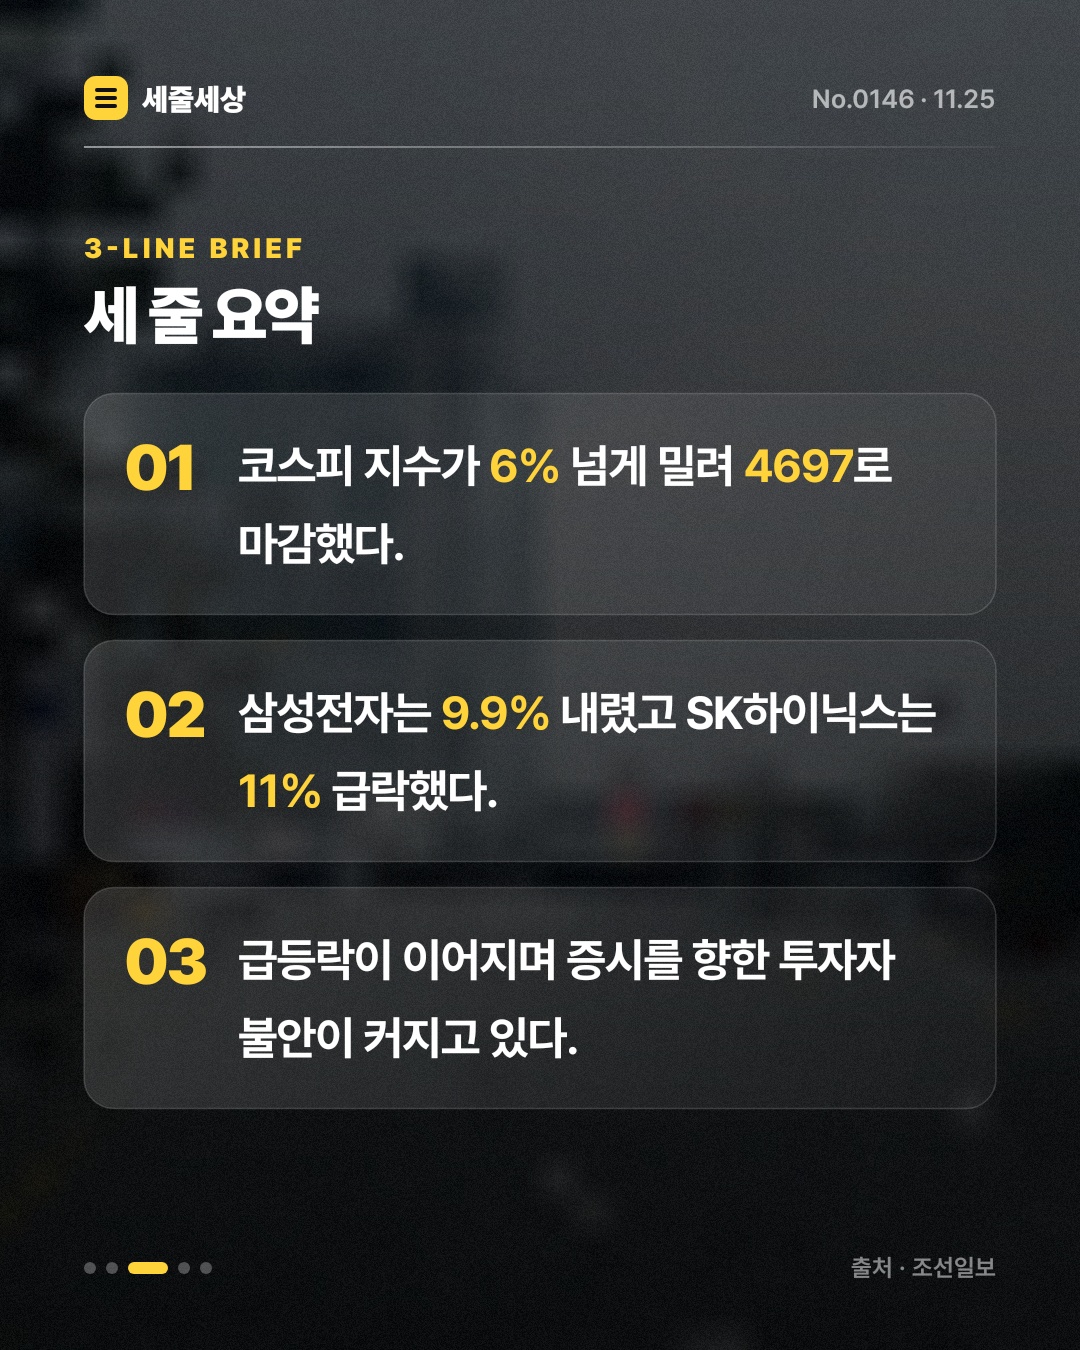 세줄세상
No.0146 · 11.25
3-LINE BRIEF
세 줄 요약
01
코스피 지수가 6% 넘게 밀려 4697로
마감했다.
02
삼성전자는 9.9% 내렸고 SK하이닉스는
11% 급락했다.
03
급등락이 이어지며 증시를 향한 투자자
불안이 커지고 있다.
출처 · 조선일보